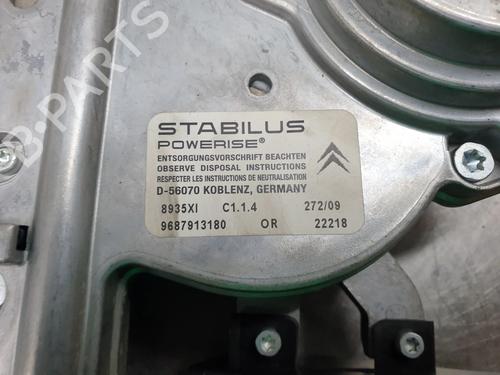 STABILUS
POWERISE®
ENTSORGUNGSVORSCHRIFT BEACHTEN
OBSERVE DISPOSAL INSTRUCTIONS
RESPECTER LES INSTRUCTIONS DE NEUTRALISATION
D-56070 KOBLENZ, GERMANY
8935XI C1.1.4 272/09
9687913180 OR 22218
B-PARTS